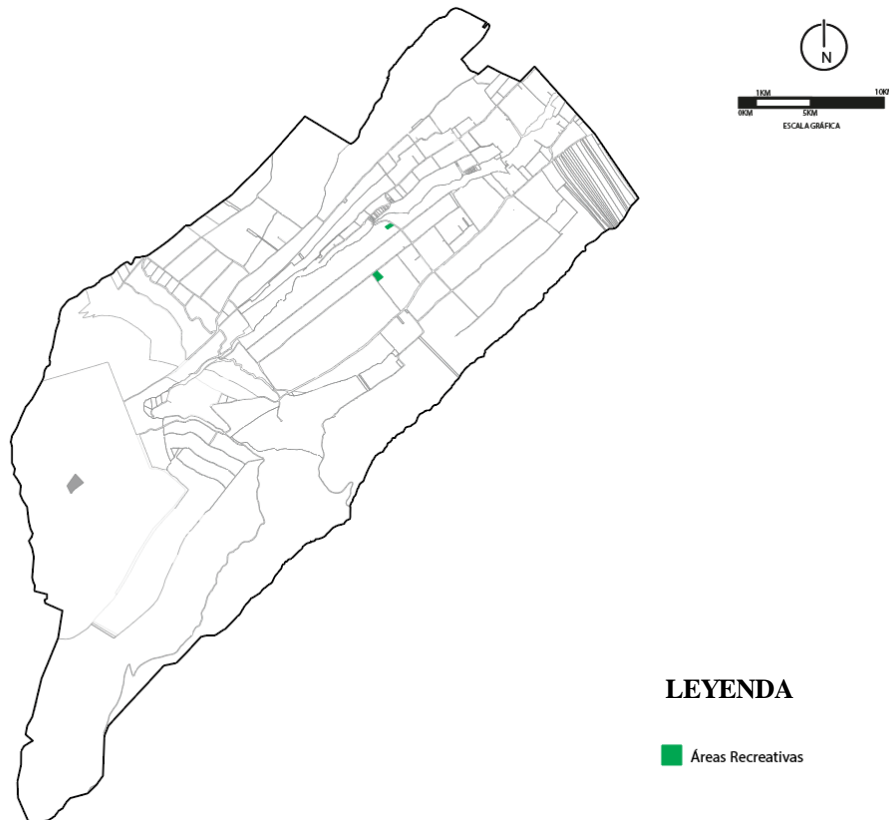 N
1KM 10KM
0KM 5KM
ESCALA GRÁFICA
LEYENDA
Áreas Recreativas